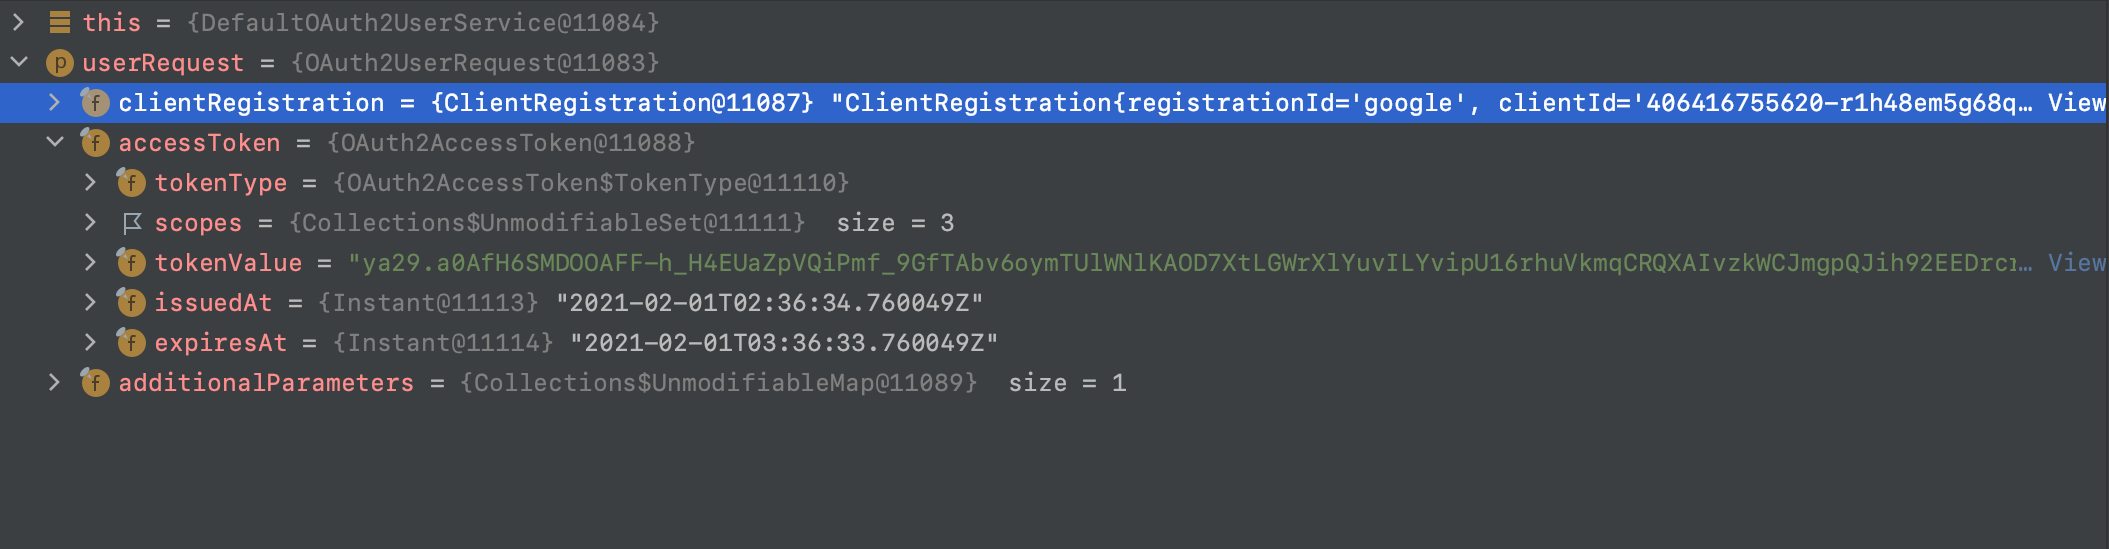 this = {DefaultOAuth2UserService@11084}
p userRequest = {OAuth2UserRequest@11083}
f clientRegistration = {ClientRegistration@11087} "ClientRegistration{registrationId='google', clientId='406416755620-r1h48em5g68q... View
f accessToken = {OAuth2AccessToken@11088}
f tokenType = {OAuth2AccessToken$TokenType@11110}
scopes = {Collections$UnmodifiableSet@11111} size = 3
f tokenValue = "ya29.a0AfH6SMDOOAFF-h_H4EUaZpVQiPmf_9GfTAbv6oymTUlWNlKAOD7XtLGWrXlYuvILYvipU16rhuVkmqCRQXAIvzkWCJmgpQJih92EEDrcr... View
f issuedAt = {Instant@11113} "2021-02-01T02:36:34.760049Z"
f expiresAt = {Instant@11114} "2021-02-01T03:36:33.760049Z"
f additionalParameters = {Collections$UnmodifiableMap@11089} size = 1